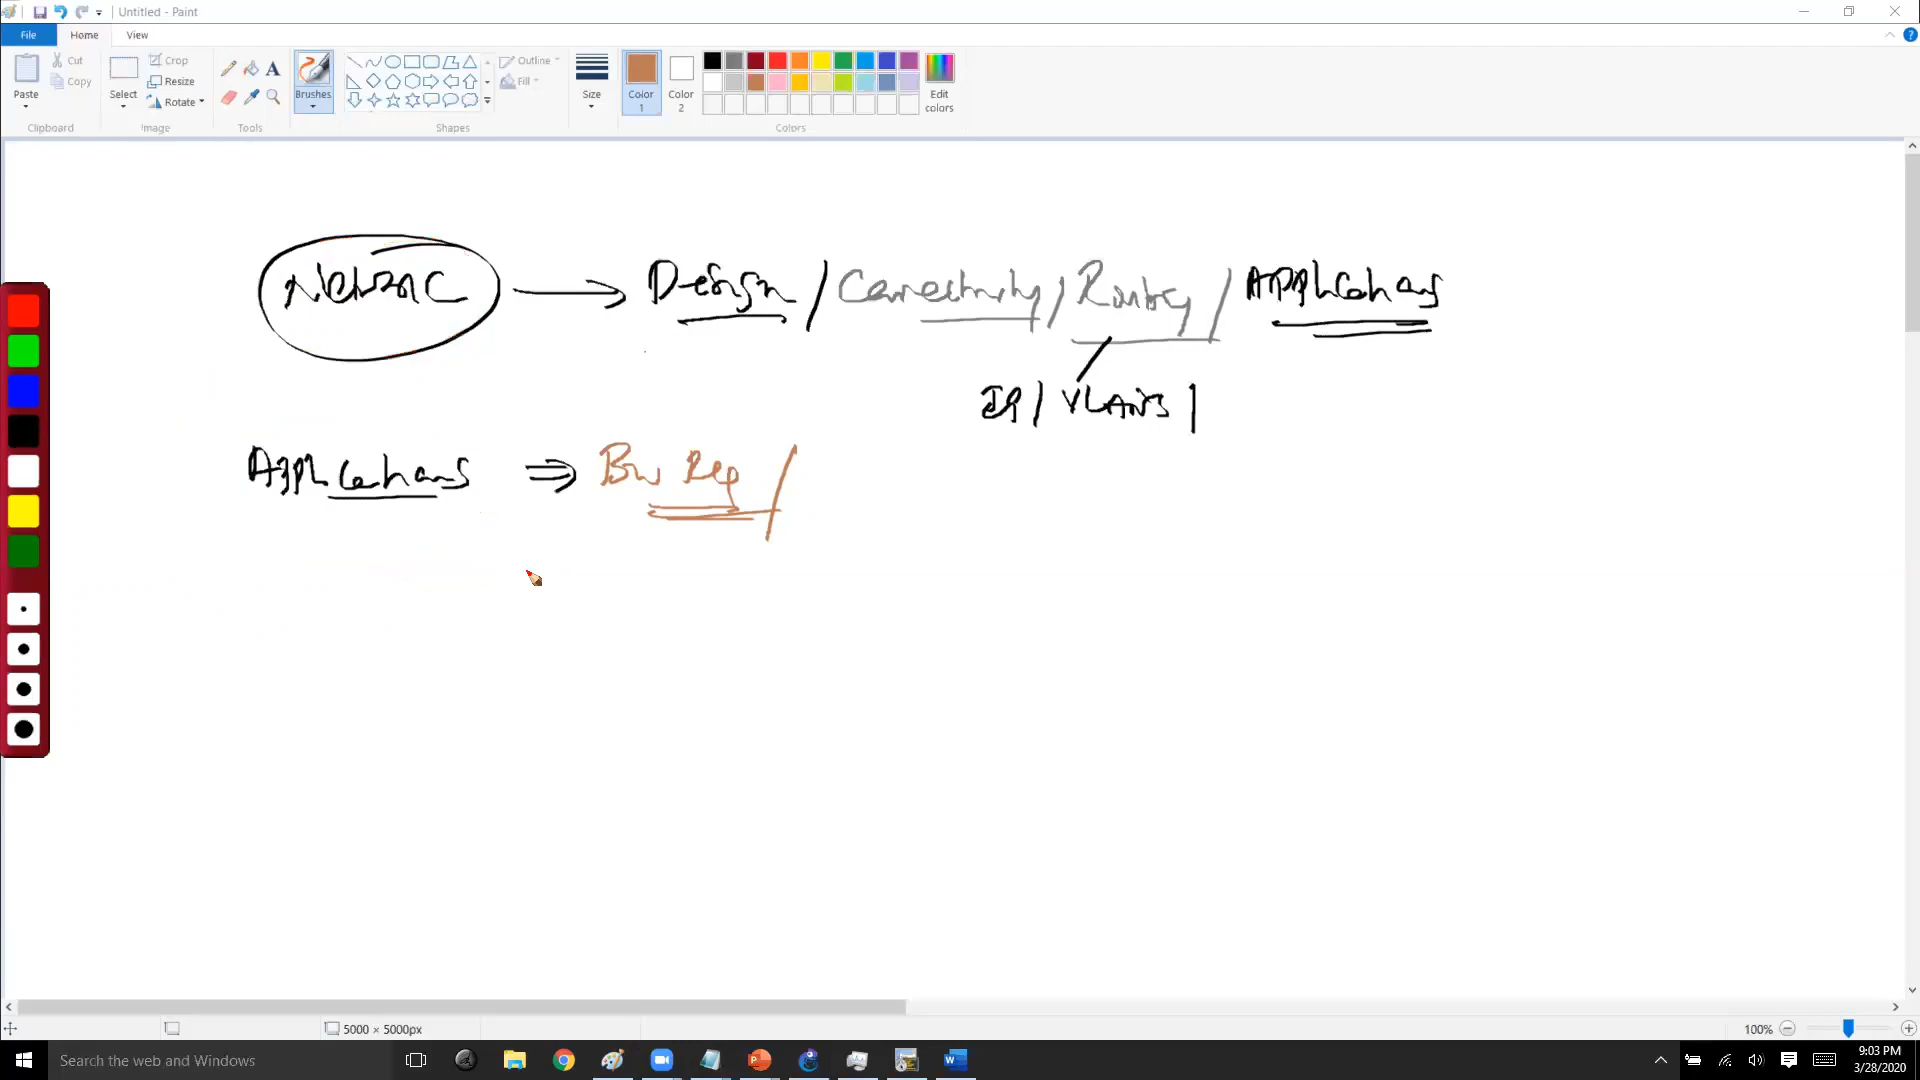 Untitled - Paint
File Home View
Paste Cut Copy Select Crop Resize Rotate A Brushes Outline Fill Size Color 1 Color 2 Edit colors
Clipboard Image Tools Shapes Colors
Design / Connectivity / Routing / Applications
IP / VLANs /
Applications ⇒ BW Req /
5000 × 5000px 100%
Search the web and Windows
9:03 PM
3/28/2020